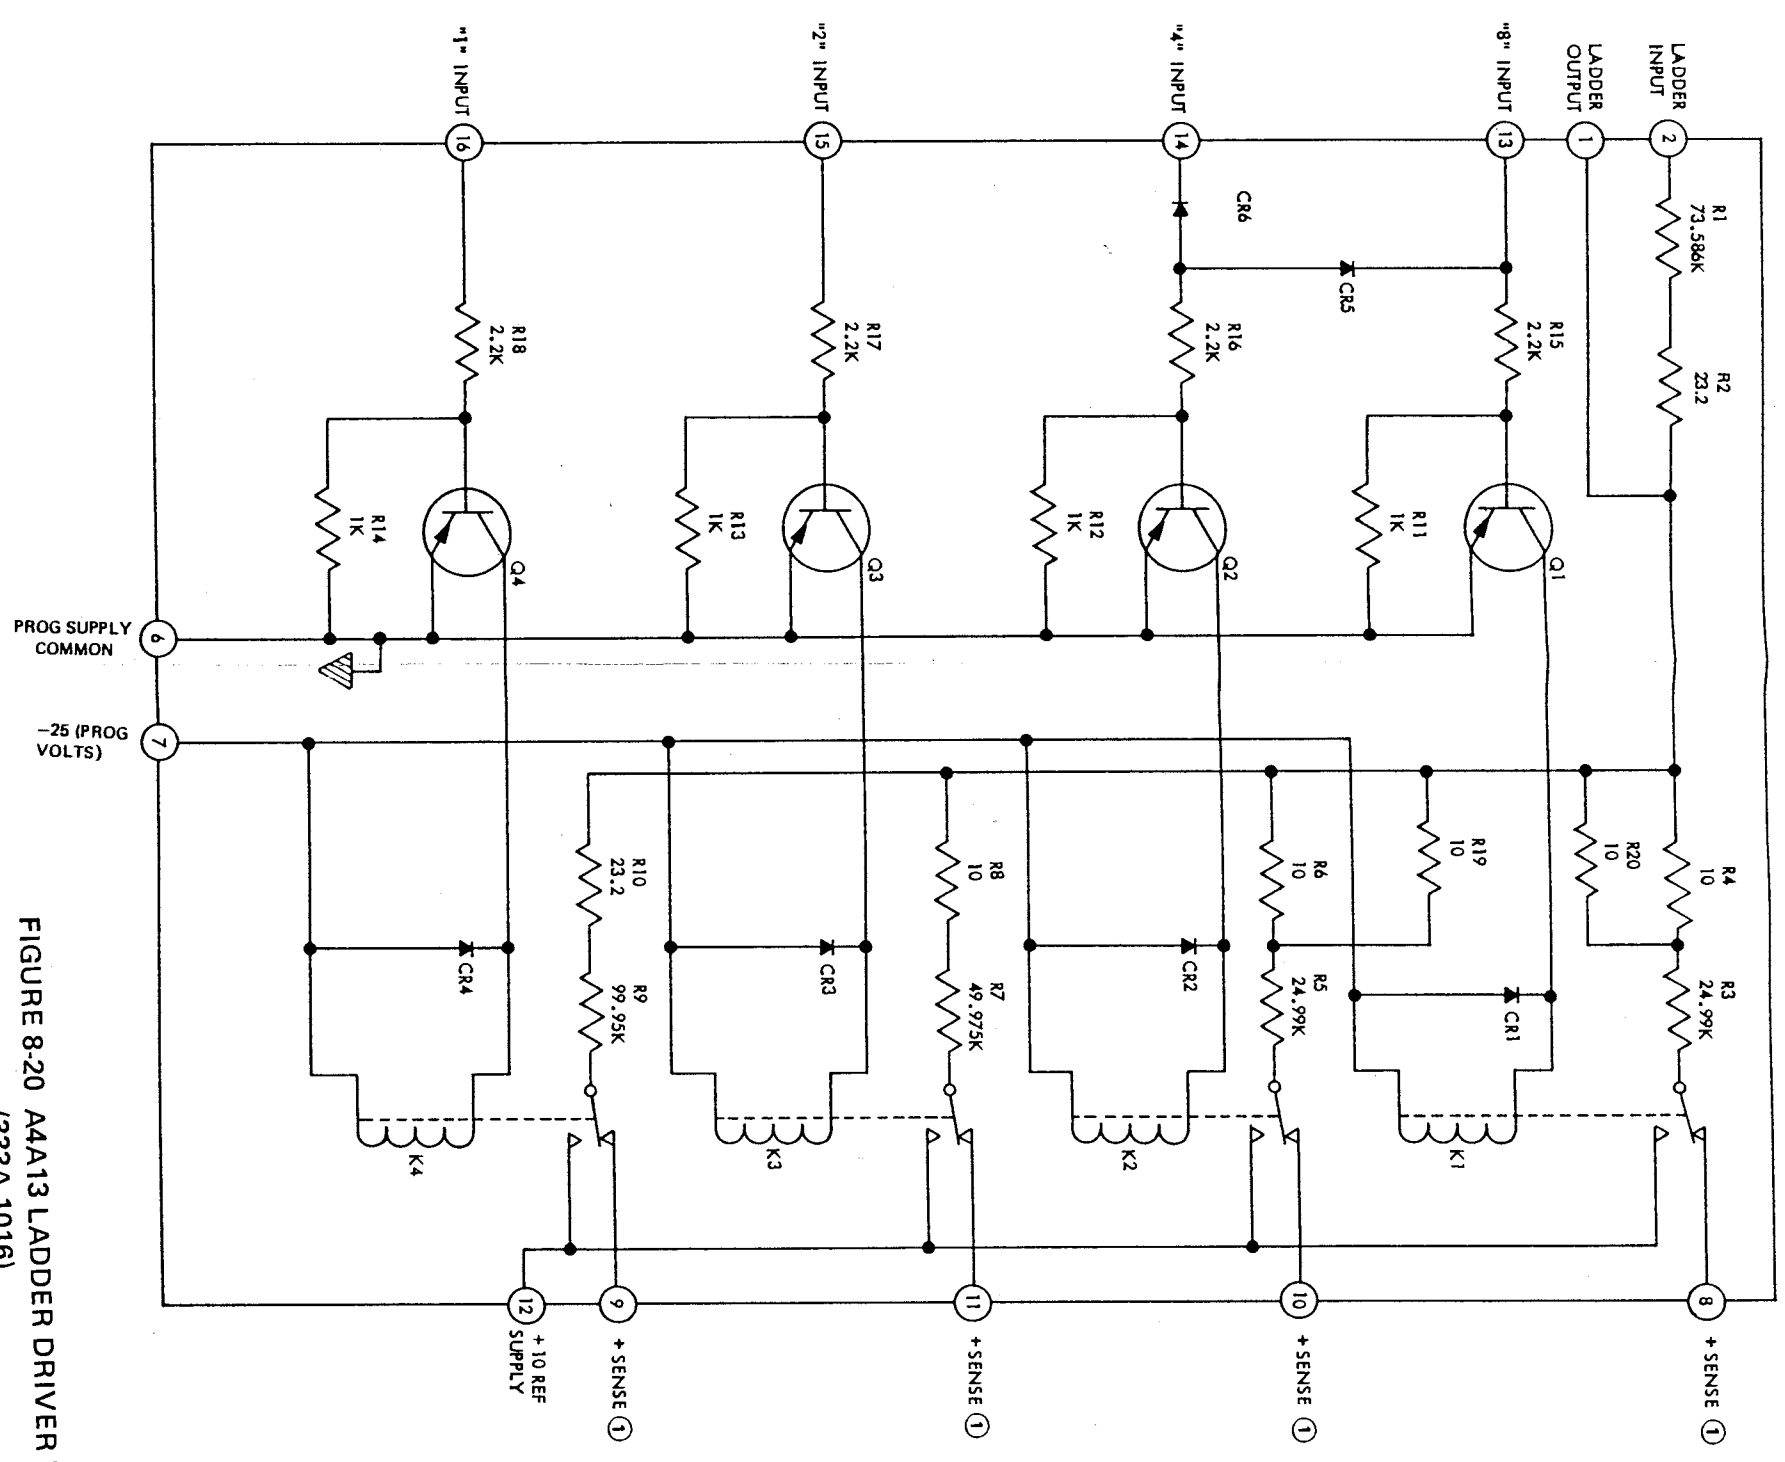 LADDER
INPUT
2
LADDER
OUTPUT
1
"8" INPUT
13
"4" INPUT
14
"2" INPUT
15
"1" INPUT
16
R1
73.586K
R2
23.2
CR6
CR5
R15
2.2K
R16
2.2K
R17
2.2K
R18
2.2K
R11
1K
R12
1K
R13
1K
R14
1K
Q1
Q2
Q3
Q4
PROG SUPPLY
COMMON
6
−25 (PROG
VOLTS)
7
R4
10
R20
10
R19
10
R6
10
R8
10
R10
23.2
R3
24.99K
R5
24.99K
R7
49.975K
R9
99.95K
CR1
CR2
CR3
CR4
K1
K2
K3
K4
8
+ SENSE 1
10
+ SENSE 1
11
+ SENSE 1
9
+ SENSE 1
12
+ 10 REF
SUPPLY
FIGURE 8-20 A4A13 LADDER DRIVER